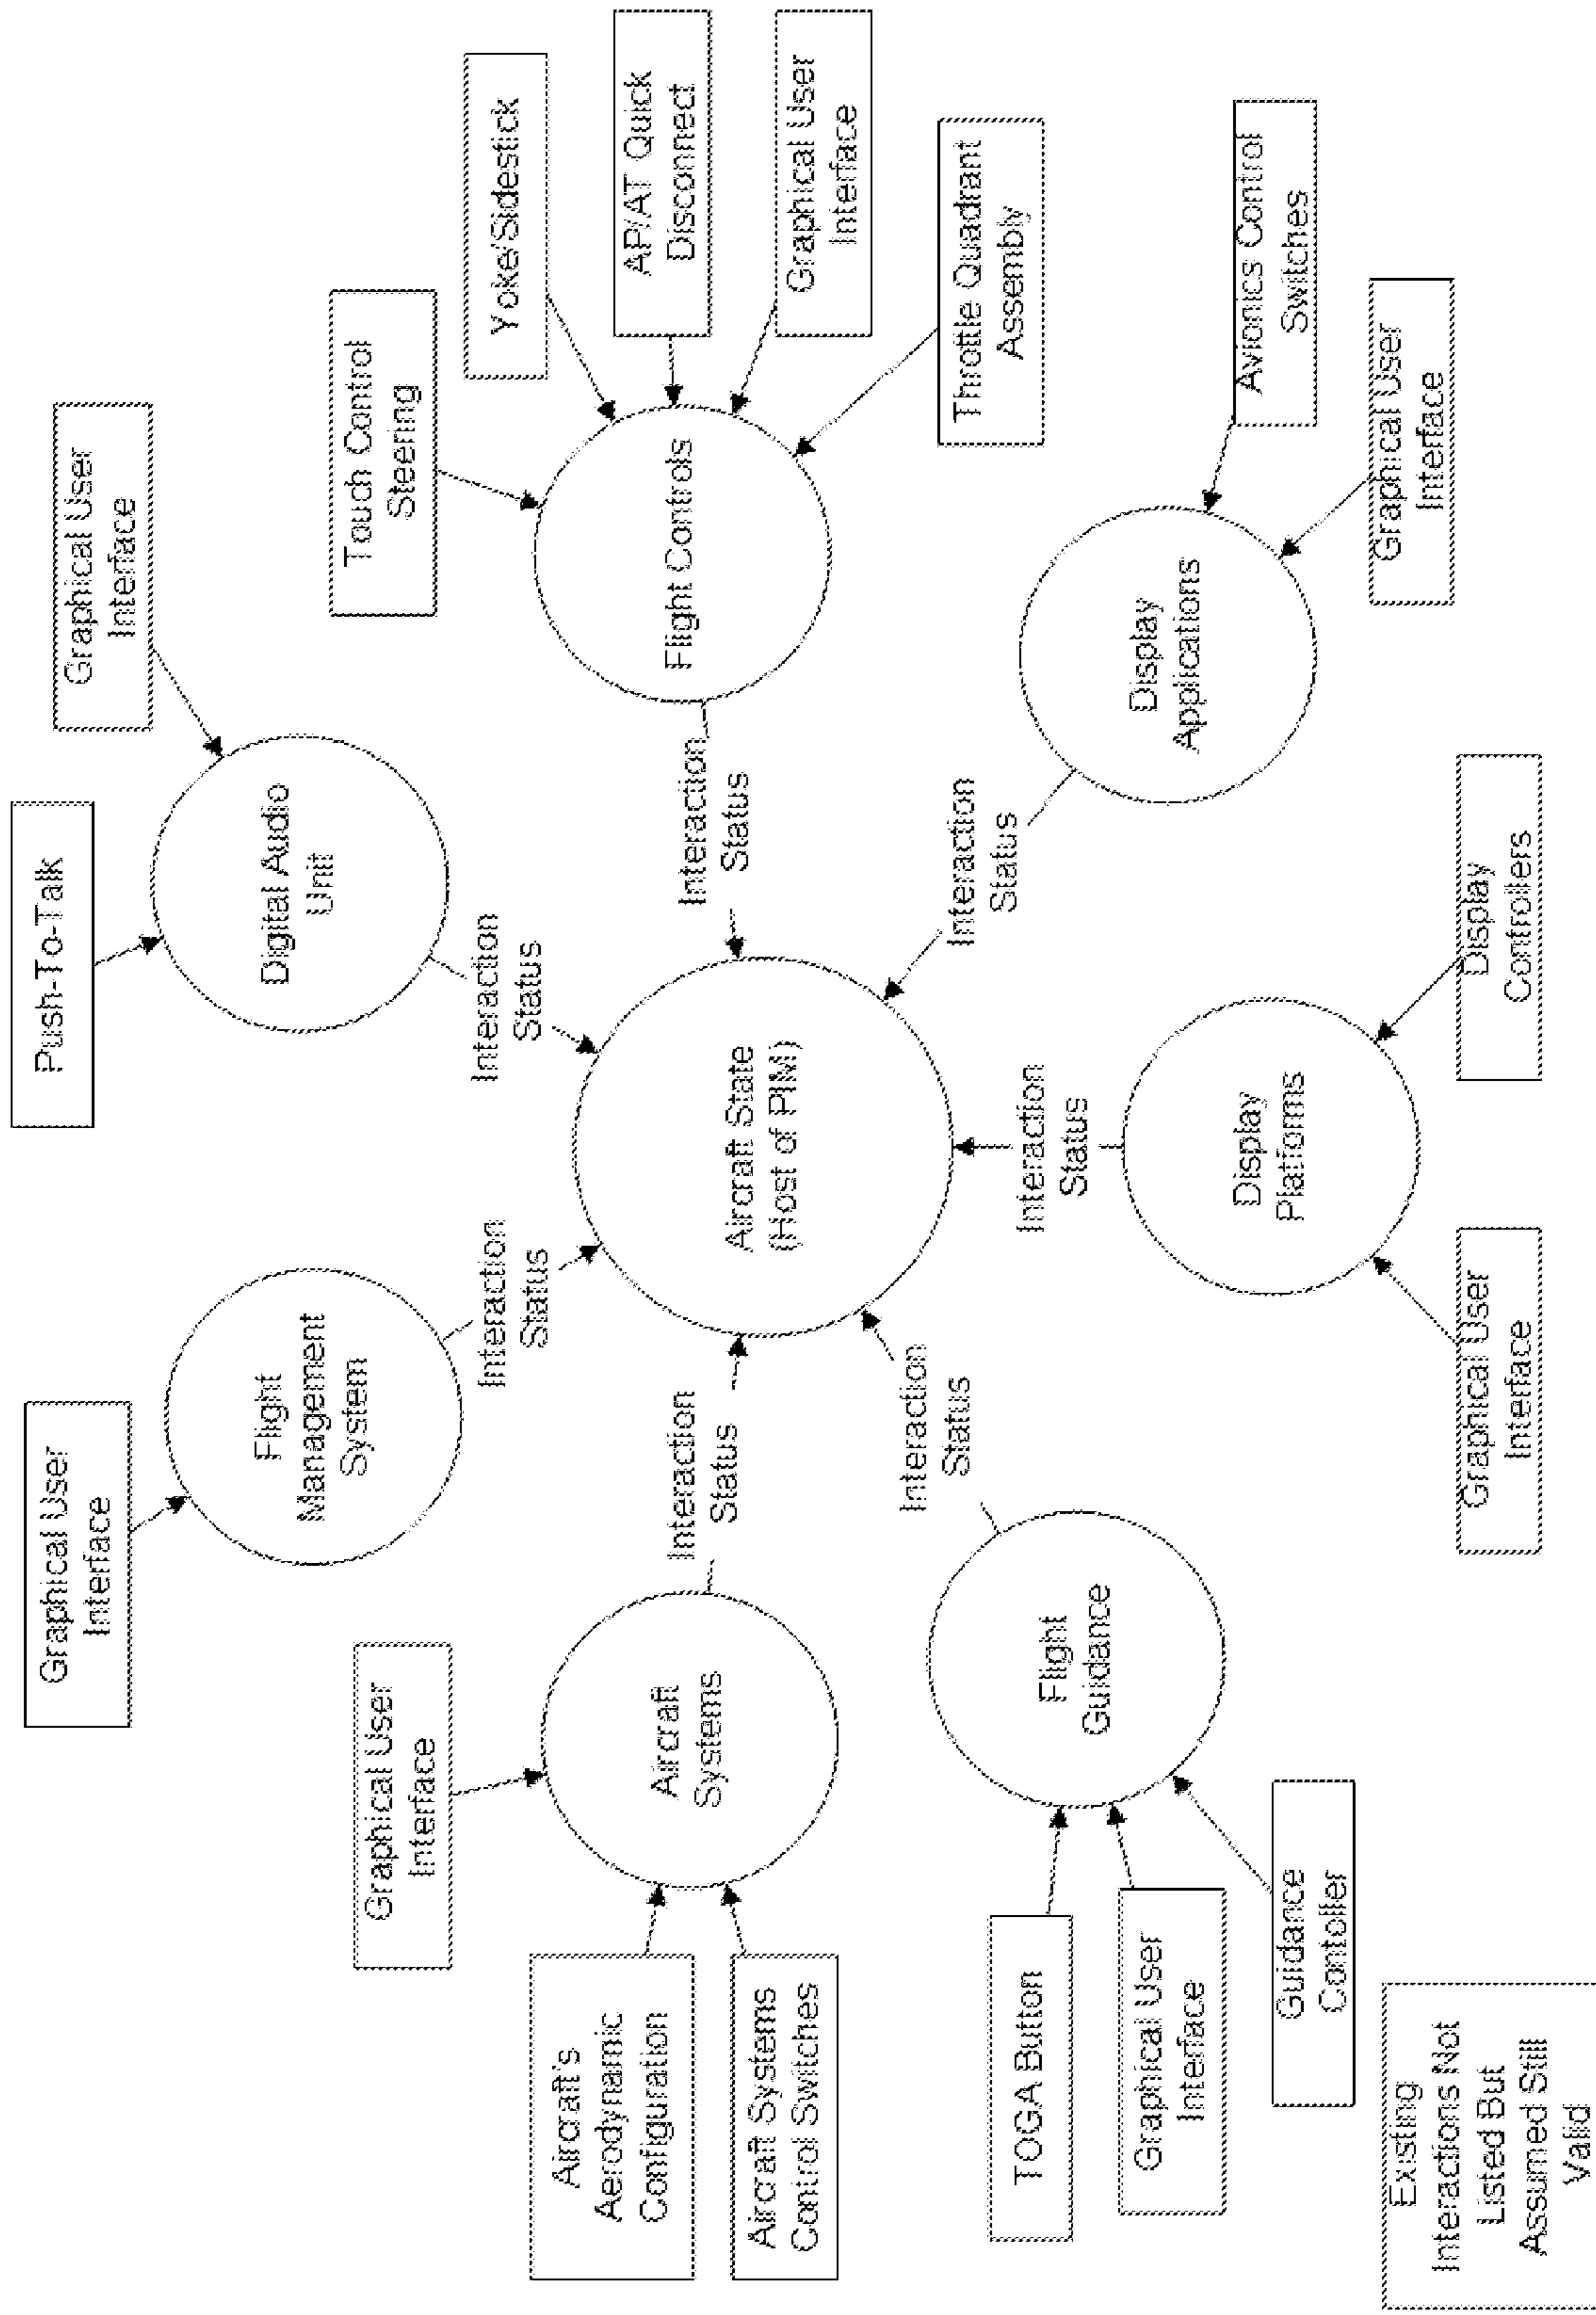 Push-To-Talk
Graphical User
Interface
Graphical User
Interface
Digital Audio
Unit
Flight
Management
System
Touch Control
Steering
Graphical User
Interface
Yoke/Sidestick
Interaction
Status
Interaction
Status
AP/AT Quick
Disconnect
Aircraft's
Aerodynamic
Configuration
Aircraft
Systems
Interaction
Status
Aircraft State
(Host of PIM)
Interaction
Status
Flight Controls
Graphical User
Interface
Aircraft Systems
Control Switches
Throttle Quadrant
Assembly
TOGA Button
Flight
Guidance
Interaction
Status
Interaction
Status
Interaction
Status
Display
Applications
Avionics Control
Switches
Graphical User
Interface
Guidance
Contoller
Display
Platforms
Graphical User
Interface
Graphical User
Interface
Display
Controllers
Existing
Interactions Not
Listed But
Assumed Still
Valid